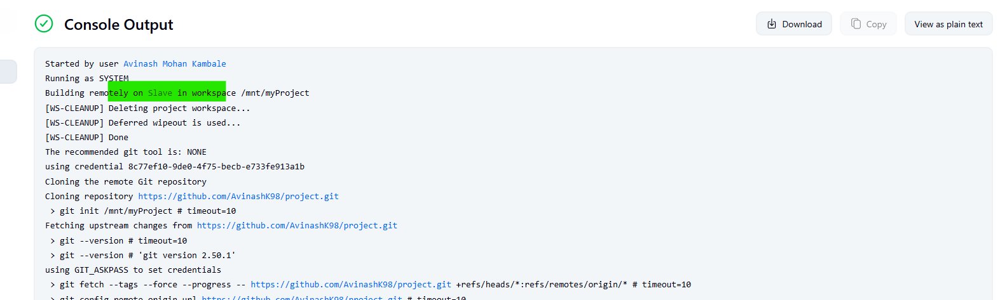 Console Output
Download
Copy
View as plain text
Started by user Avinash Mohan Kambale
Running as SYSTEM
Building remotely on Slave in workspace /mnt/myProject
[WS-CLEANUP] Deleting project workspace...
[WS-CLEANUP] Deferred wipeout is used...
[WS-CLEANUP] Done
The recommended git tool is: NONE
using credential 8c77ef10-9de0-4f75-becb-e733fe913a1b
Cloning the remote Git repository
Cloning repository https://github.com/AvinashK98/project.git
> git init /mnt/myProject # timeout=10
Fetching upstream changes from https://github.com/AvinashK98/project.git
> git --version # timeout=10
> git --version # 'git version 2.50.1'
using GIT_ASKPASS to set credentials
> git fetch --tags --force --progress -- https://github.com/AvinashK98/project.git +refs/heads/*:refs/remotes/origin/* # timeout=10
> git config remote.origin.url https://github.com/AvinashK98/project.git # timeout=10